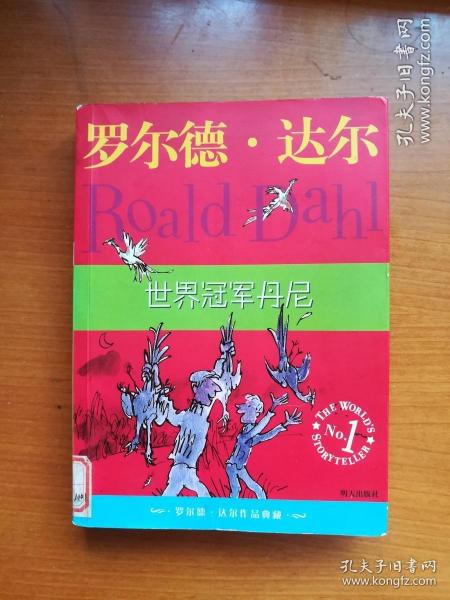 罗尔德·达尔
Roald Dahl
世界冠军丹尼
THE WORLD'S
No.1
STORYTELLER
明天出版社
罗尔德·达尔作品典藏
孔夫子旧书网
www.kongfz.com
孔夫子旧书网
www.kongfz.com